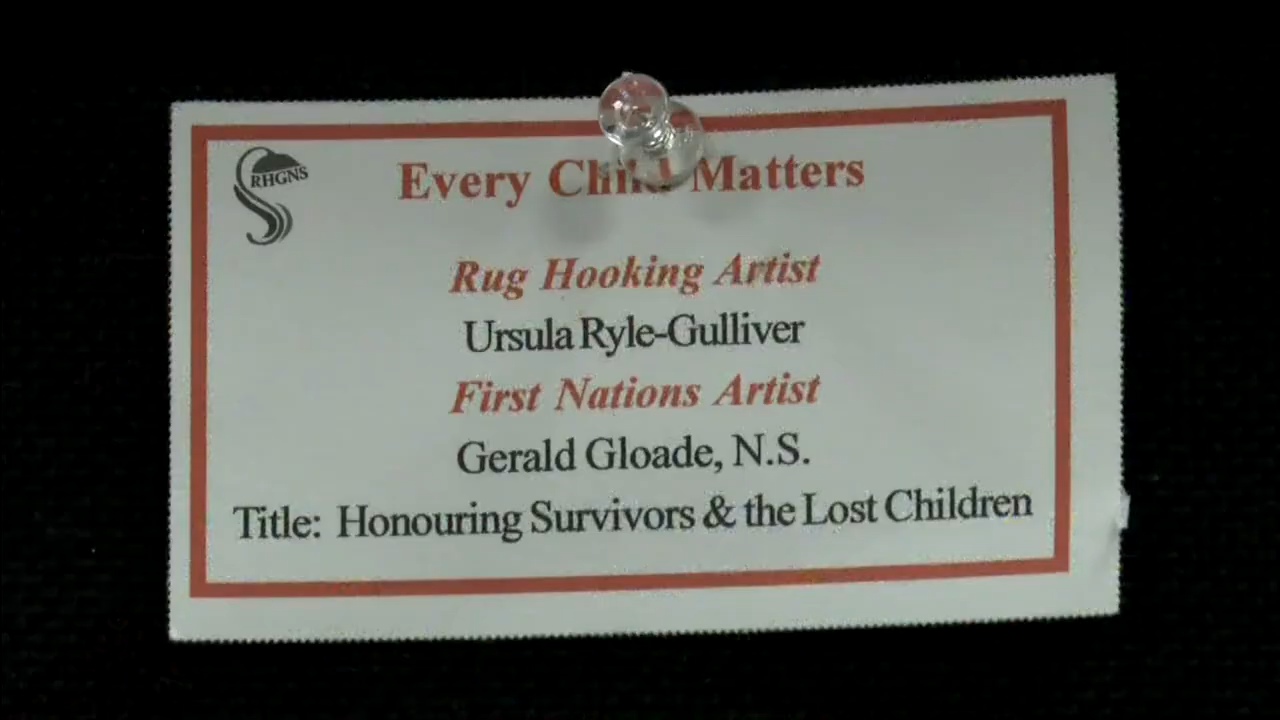 RHGNS
Every Child Matters
Rug Hooking Artist
Ursula Ryle-Gulliver
First Nations Artist
Gerald Gloade, N.S.
Title: Honouring Survivors & the Lost Children